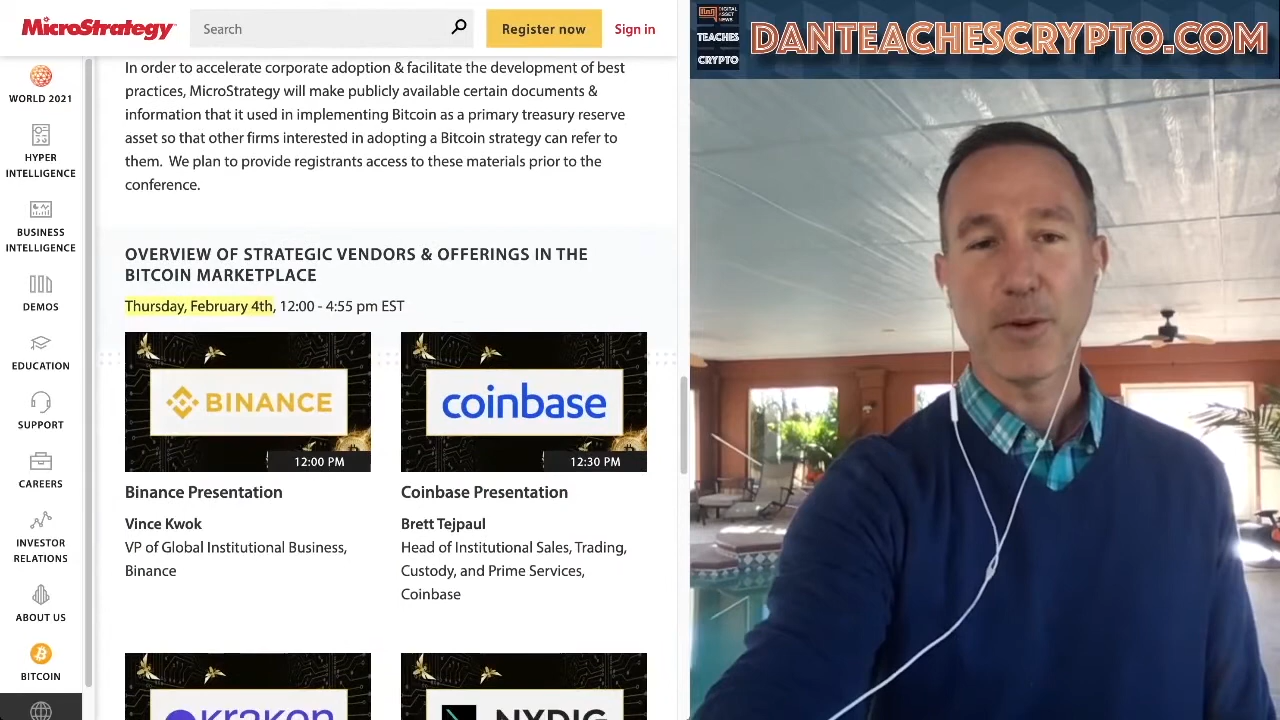 MicroStrategy
Search
Register now
Sign in
DIGITAL
ASSET
NEWS
TEACHES
CRYPTO
DANTEACHESCRYPTO.COM
WORLD 2021
HYPER
INTELLIGENCE
BUSINESS
INTELLIGENCE
DEMOS
EDUCATION
SUPPORT
CAREERS
INVESTOR
RELATIONS
ABOUT US
BITCOIN
In order to accelerate corporate adoption & facilitate the development of best
practices, MicroStrategy will make publicly available certain documents &
information that it used in implementing Bitcoin as a primary treasury reserve
asset so that other firms interested in adopting a Bitcoin strategy can refer to
them. We plan to provide registrants access to these materials prior to the
conference.
OVERVIEW OF STRATEGIC VENDORS & OFFERINGS IN THE
BITCOIN MARKETPLACE
Thursday, February 4th, 12:00 - 4:55 pm EST
BINANCE
12:00 PM
Binance Presentation
Vince Kwok
VP of Global Institutional Business,
Binance
coinbase
12:30 PM
Coinbase Presentation
Brett Tejpaul
Head of Institutional Sales, Trading,
Custody, and Prime Services,
Coinbase
kraken
NYDIG